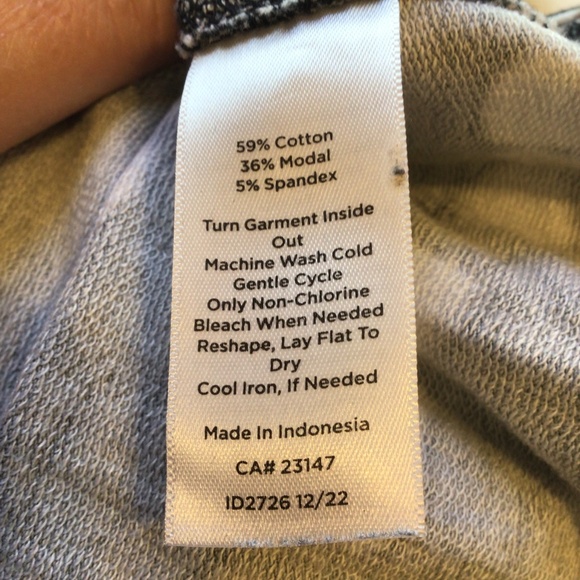 59% Cotton
36% Modal
5% Spandex
Turn Garment Inside
Out
Machine Wash Cold
Gentle Cycle
Only Non-Chlorine
Bleach When Needed
Reshape, Lay Flat To
Dry
Cool Iron, If Needed
Made In Indonesia
CA# 23147
ID2726 12/22